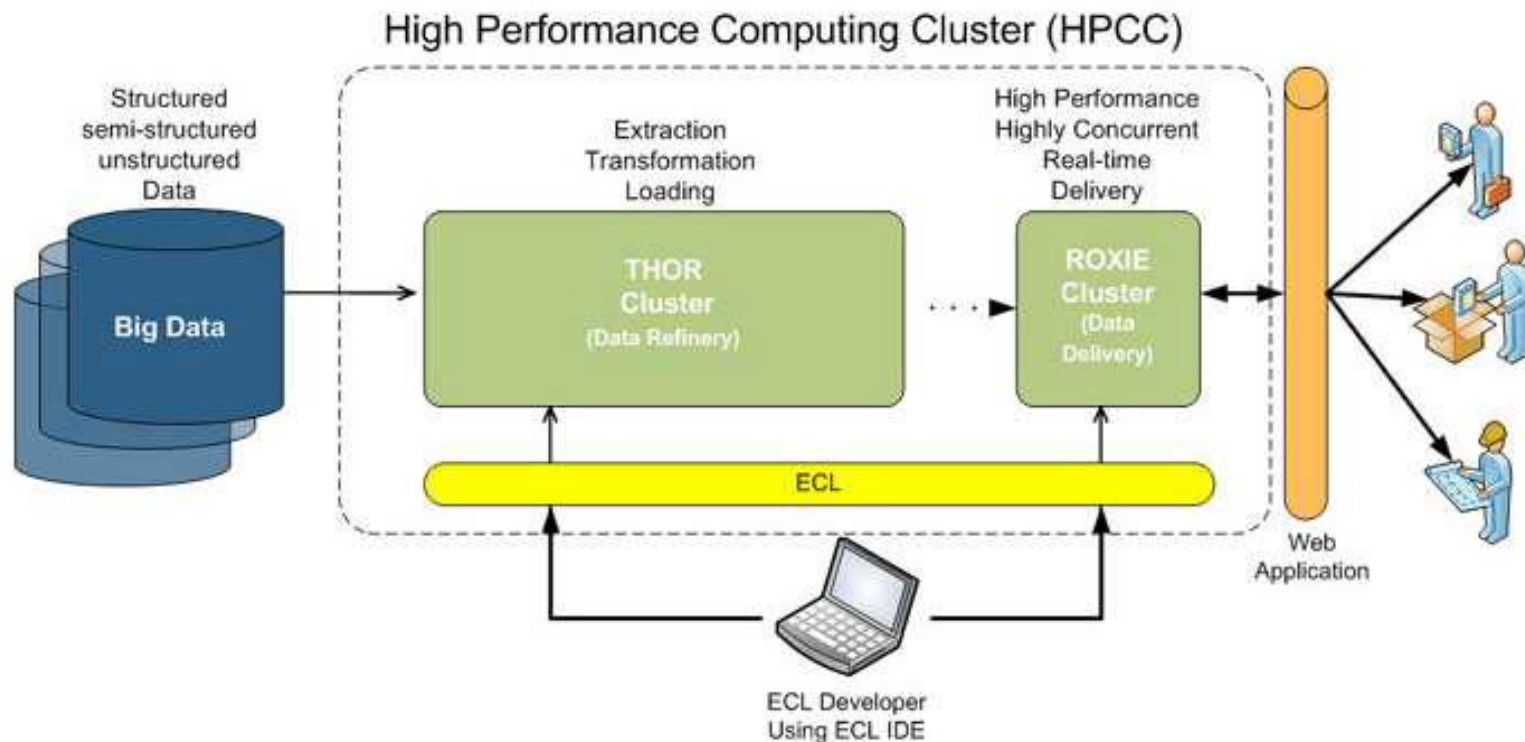 High Performance Computing Cluster (HPCC)
Structured
semi-structured
unstructured
Data
Big Data
Extraction
Transformation
Loading
THOR
Cluster
(Data Refinery)
High Performance
Highly Concurrent
Real-time
Delivery
ROXIE
Cluster
(Data
Delivery)
ECL
Web
Application
ECL Developer
Using ECL IDE